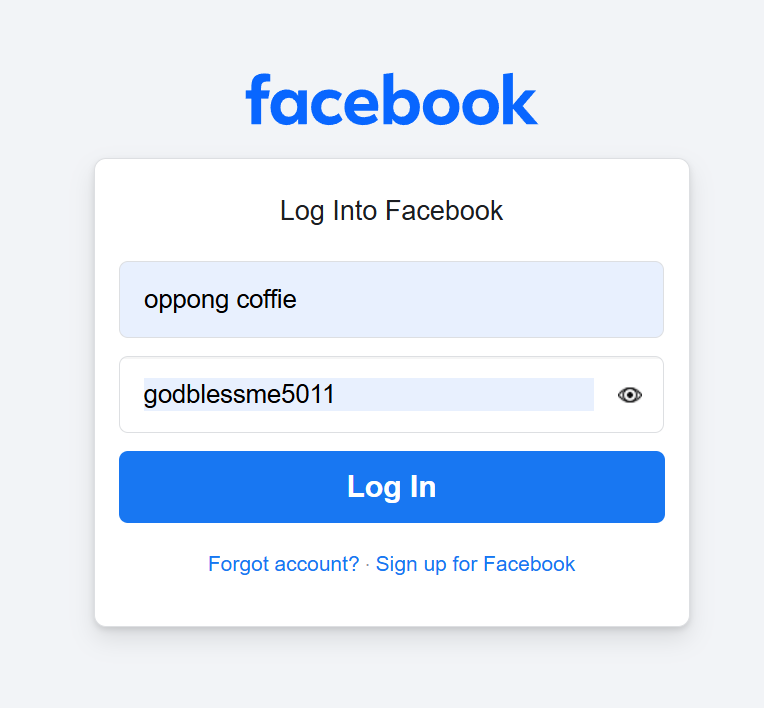 facebook
Log Into Facebook
oppong coffie
godblessme5011
Log In
Forgot account? · Sign up for Facebook